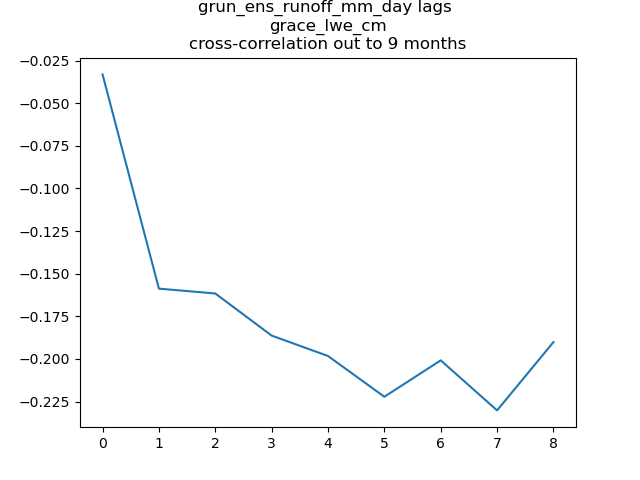 grun_ens_runoff_mm_day lags
grace_lwe_cm
cross-correlation out to 9 months
−0.025
−0.050
−0.075
−0.100
−0.125
−0.150
−0.175
−0.200
−0.225
0 1 2 3 4 5 6 7 8